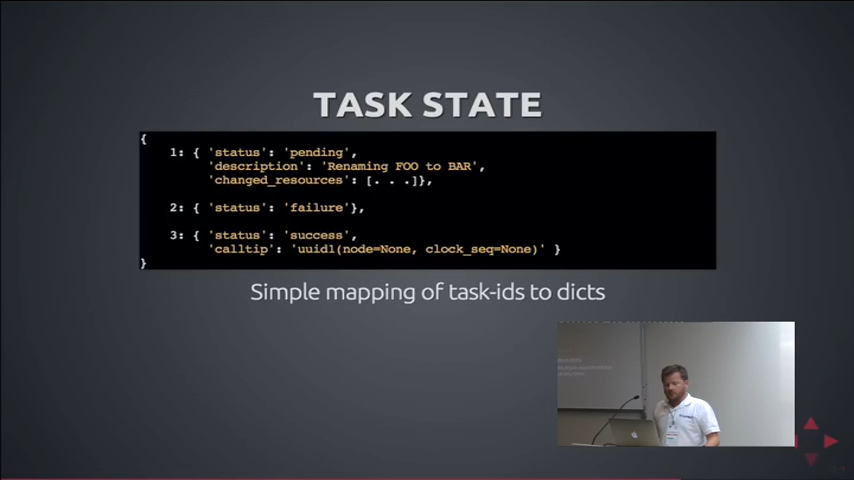 TASK STATE
{
1: { 'status': 'pending',
'description': 'Renaming FOO to BAR',
'changed_resources': [. . .]},
2: { 'status': 'failure'},
3: { 'status': 'success',
'calltip': 'uuid1(node=None, clock_seq=None)' }
}
Simple mapping of task-ids to dicts